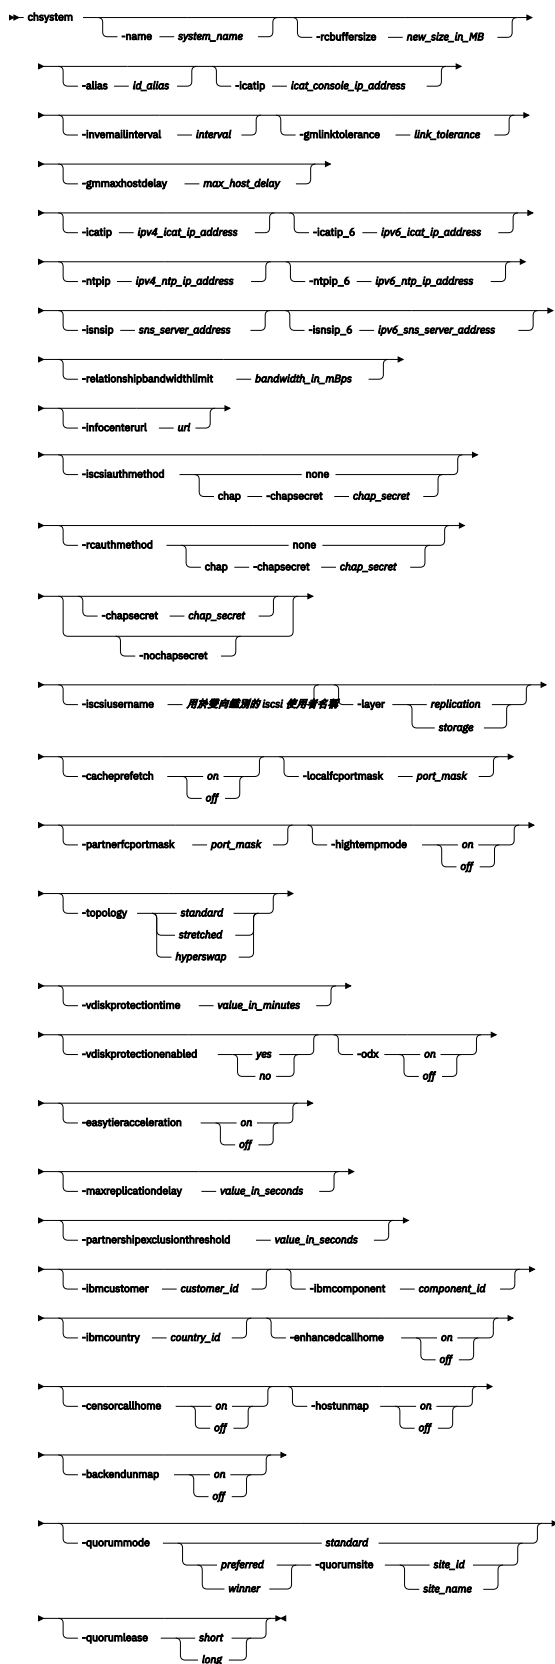 chsystem -name system_name -rcbuffersize new_size_in_MB
-alias id_alias -icatip icat_console_ip_address
-invemailinterval interval -gmlinktolerance link_tolerance
-gmmaxhostdelay max_host_delay
-icatip ipv4_icat_ip_address -icatip_6 ipv6_icat_ip_address
-ntpip ipv4_ntp_ip_address -ntpip_6 ipv6_ntp_ip_address
-isnsip sns_server_address -isnsip_6 ipv6_sns_server_address
-relationshipbandwidthlimit bandwidth_in_mBps
-infocenterurl url
-iscsiauthmethod none
chap -chapsecret chap_secret
-rcauthmethod none
chap -chapsecret chap_secret
-chapsecret chap_secret
-nochapsecret
-iscsiusername 用於雙向鑑別的 iscsi 使用者名稱 -layer replication
storage
-cacheprefetch on -localfcportmask port_mask
off
-partnerfcportmask port_mask -hightempmode on
off
-topology standard
stretched
hyperswap
-vdiskprotectiontime value_in_minutes
-vdiskprotectionenabled yes -odx on
no off
-easytieracceleration on
off
-maxreplicationdelay value_in_seconds
-partnershipexclusionthreshold value_in_seconds
-ibmcustomer customer_id -ibmcomponent component_id
-ibmcountry country_id -enhancedcallhome on
off
-censorcallhome on -hostunmap on
off off
-backendunmap on
off
-quorummode standard
preferred -quorumsite site_id
winner site_name
-quorumlease short
long